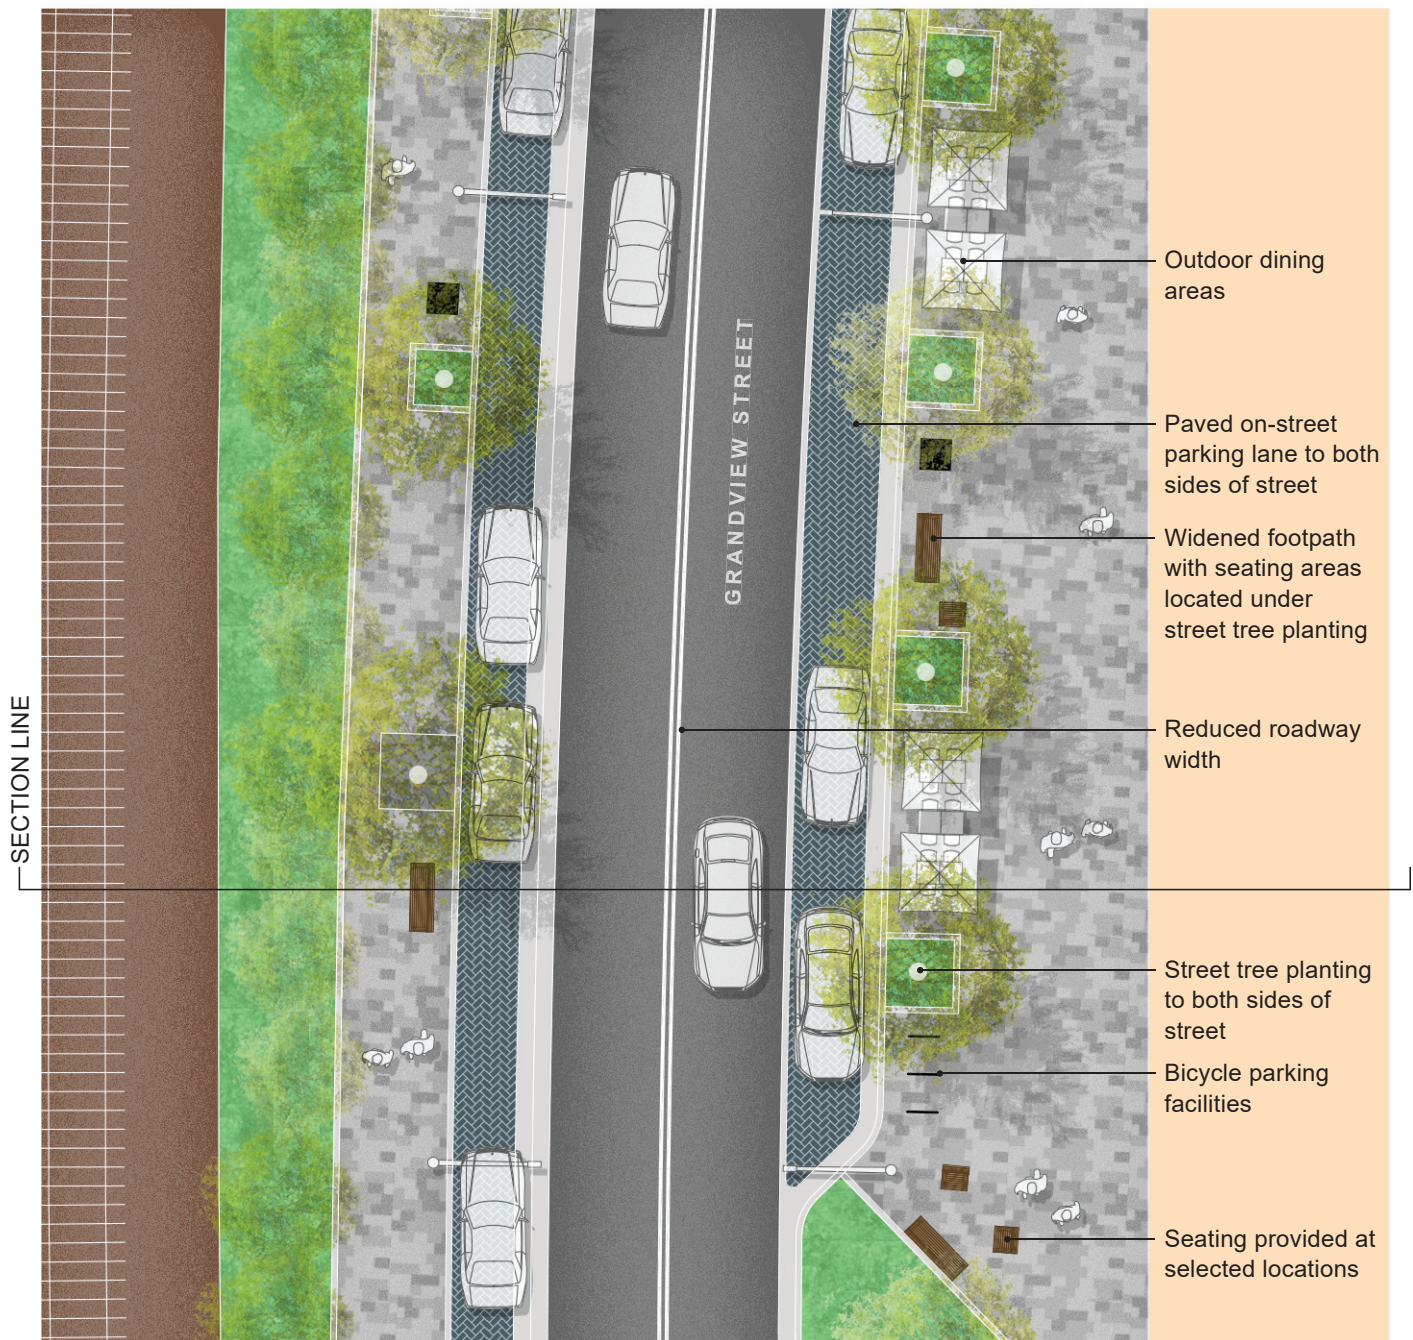 Outdoor dining
areas
GRANDVIEW STREET
Paved on-street
parking lane to both
sides of street
Widened footpath
with seating areas
located under
street tree planting
SECTION LINE
Reduced roadway
width
Street tree planting
to both sides of
street
Bicycle parking
facilities
Seating provided at
selected locations